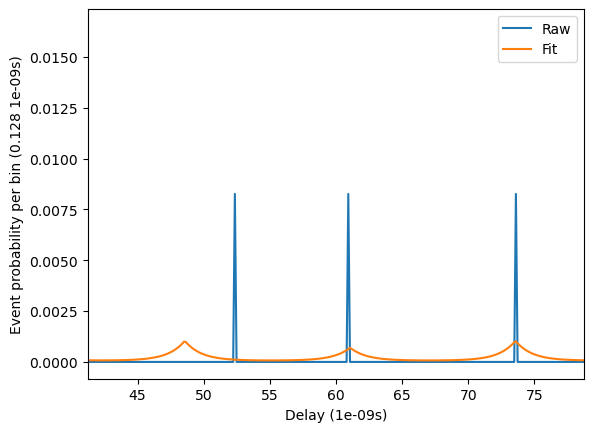 Raw
Fit
0.0150
0.0125
0.0100
0.0075
0.0050
0.0025
0.0000
Event probability per bin (0.128 1e-09s)
45 50 55 60 65 70 75
Delay (1e-09s)